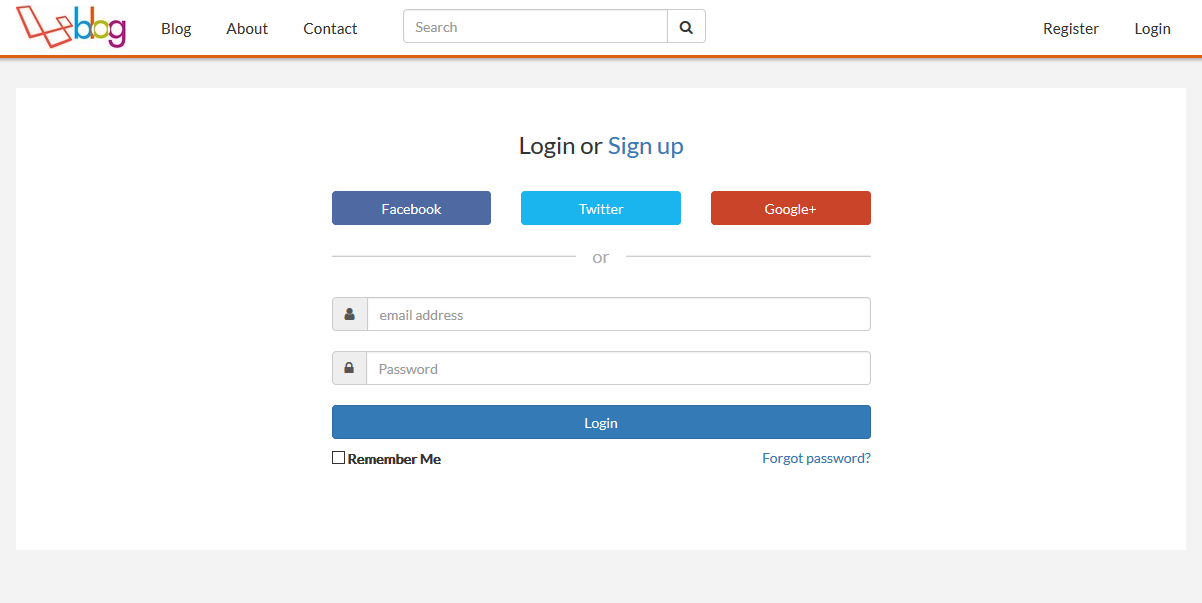 blog Blog About Contact Search Register Login
Login or Sign up
Facebook Twitter Google+
or
email address
Password
Login
Remember Me Forgot password?